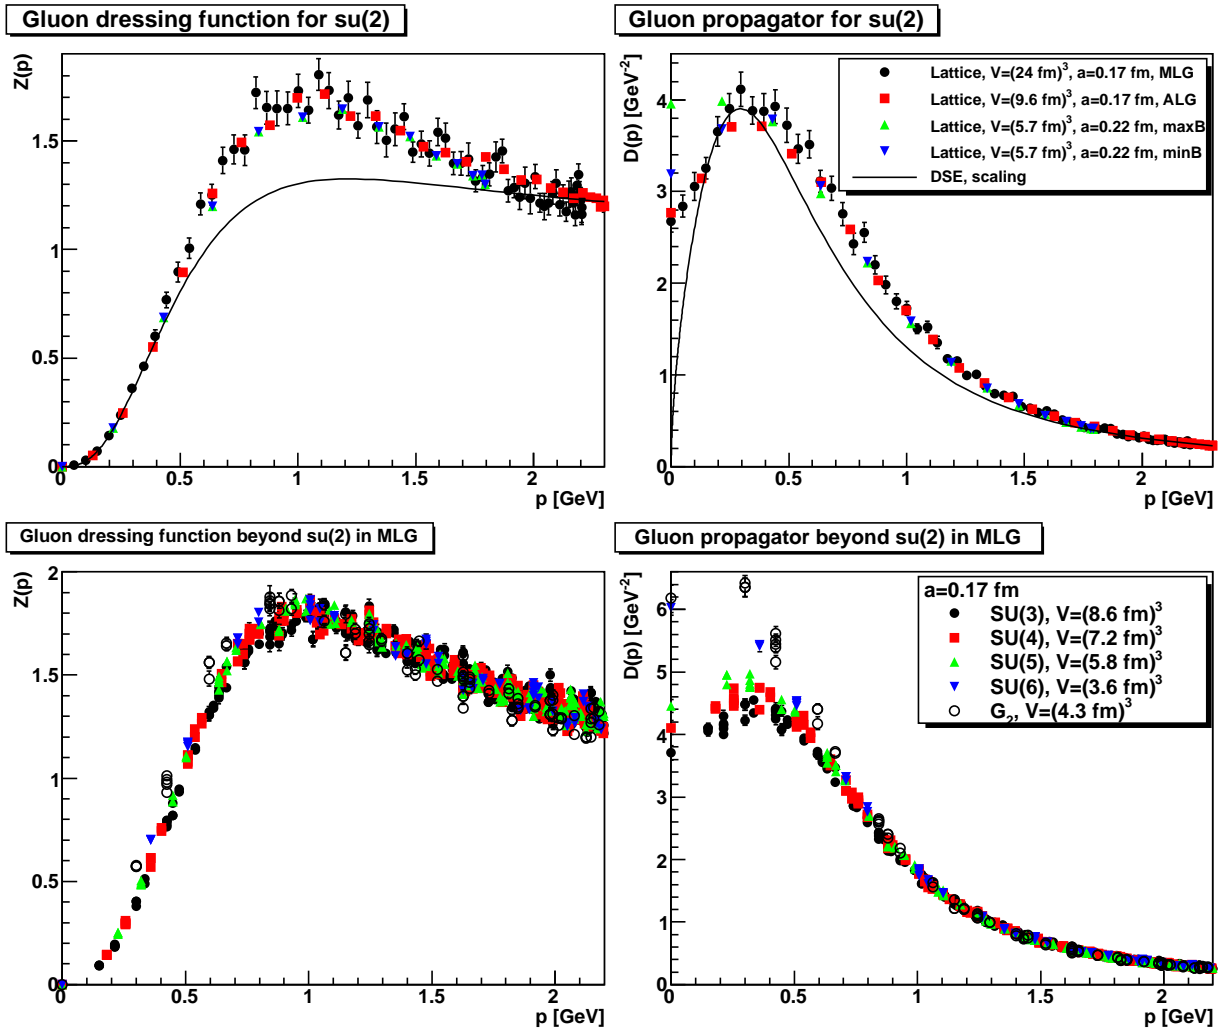 Gluon dressing function for su(2)
Z(p)
1.5
1
0.5
0
0 0.5 1 1.5 2
p [GeV]
Gluon propagator for su(2)
D(p) [GeV⁻²]
4
3
2
1
0
Lattice, V=(24 fm)³, a=0.17 fm, MLG
Lattice, V=(9.6 fm)³, a=0.17 fm, ALG
Lattice, V=(5.7 fm)³, a=0.22 fm, maxB
Lattice, V=(5.7 fm)³, a=0.22 fm, minB
DSE, scaling
0 0.5 1 1.5 2
p [GeV]
Gluon dressing function beyond su(2) in MLG
Z(p)
2
1.5
1
0.5
0
0 0.5 1 1.5 2
p [GeV]
Gluon propagator beyond su(2) in MLG
D(p) [GeV⁻²]
6
5
4
3
2
1
0
a=0.17 fm
SU(3), V=(8.6 fm)³
SU(4), V=(7.2 fm)³
SU(5), V=(5.8 fm)³
SU(6), V=(3.6 fm)³
G₂, V=(4.3 fm)³
0 0.5 1 1.5 2
p [GeV]